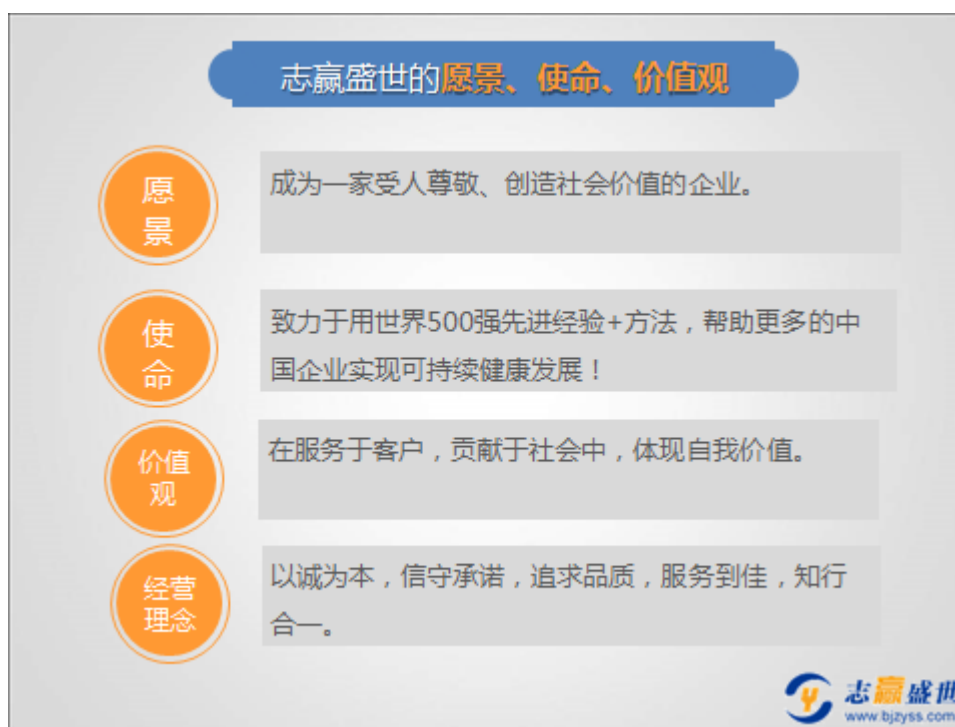 志赢盛世的愿景、使命、价值观
愿
景
成为一家受人尊敬、创造社会价值的企业。
使
命
致力于用世界500强先进经验+方法，帮助更多的中
国企业实现可持续健康发展！
价值
观
在服务于客户，贡献于社会中，体现自我价值。
经营
理念
以诚为本，信守承诺，追求品质，服务到佳，知行
合一。
志赢盛世
www.bjzyss.com